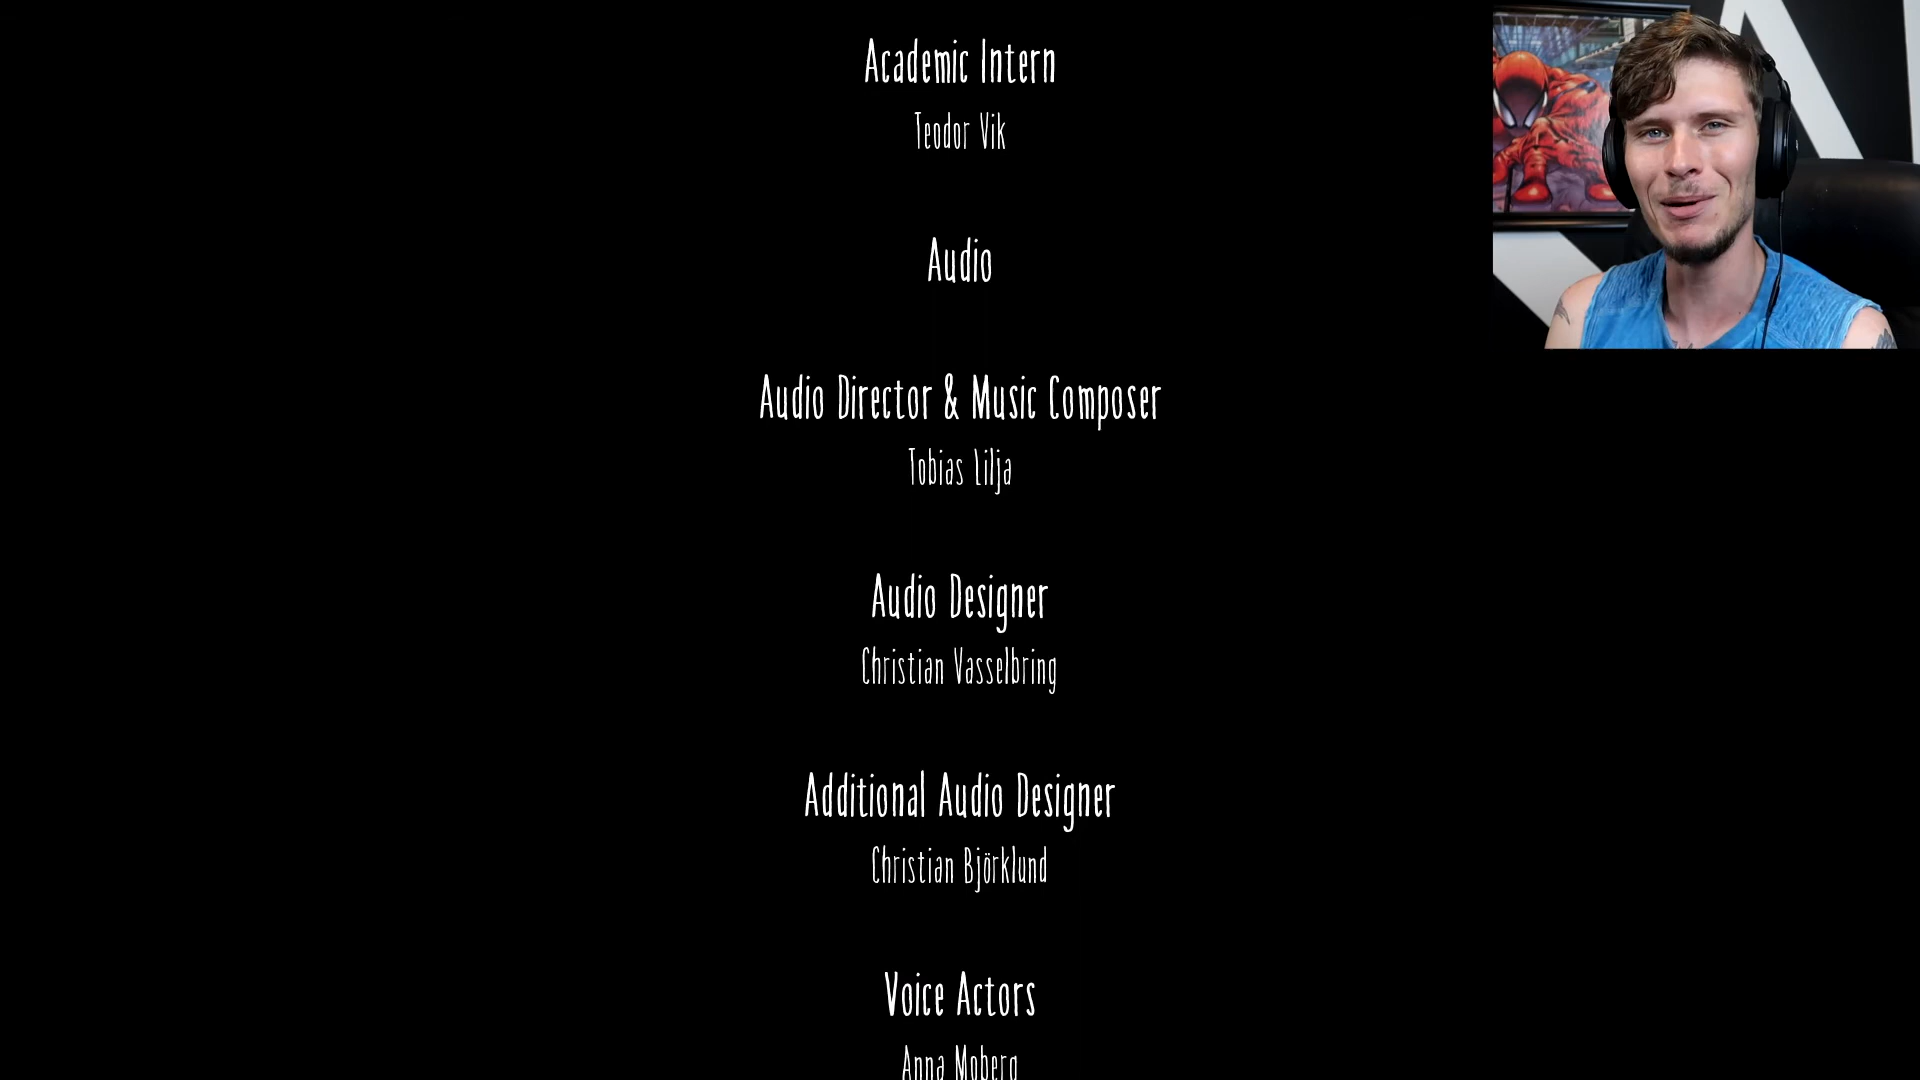 Academic Intern
Teodor Vik
Audio
Audio Director & Music Composer
Tobias Lilja
Audio Designer
Christian Vasselbring
Additional Audio Designer
Christian Björklund
Voice Actors
Anna Moberg